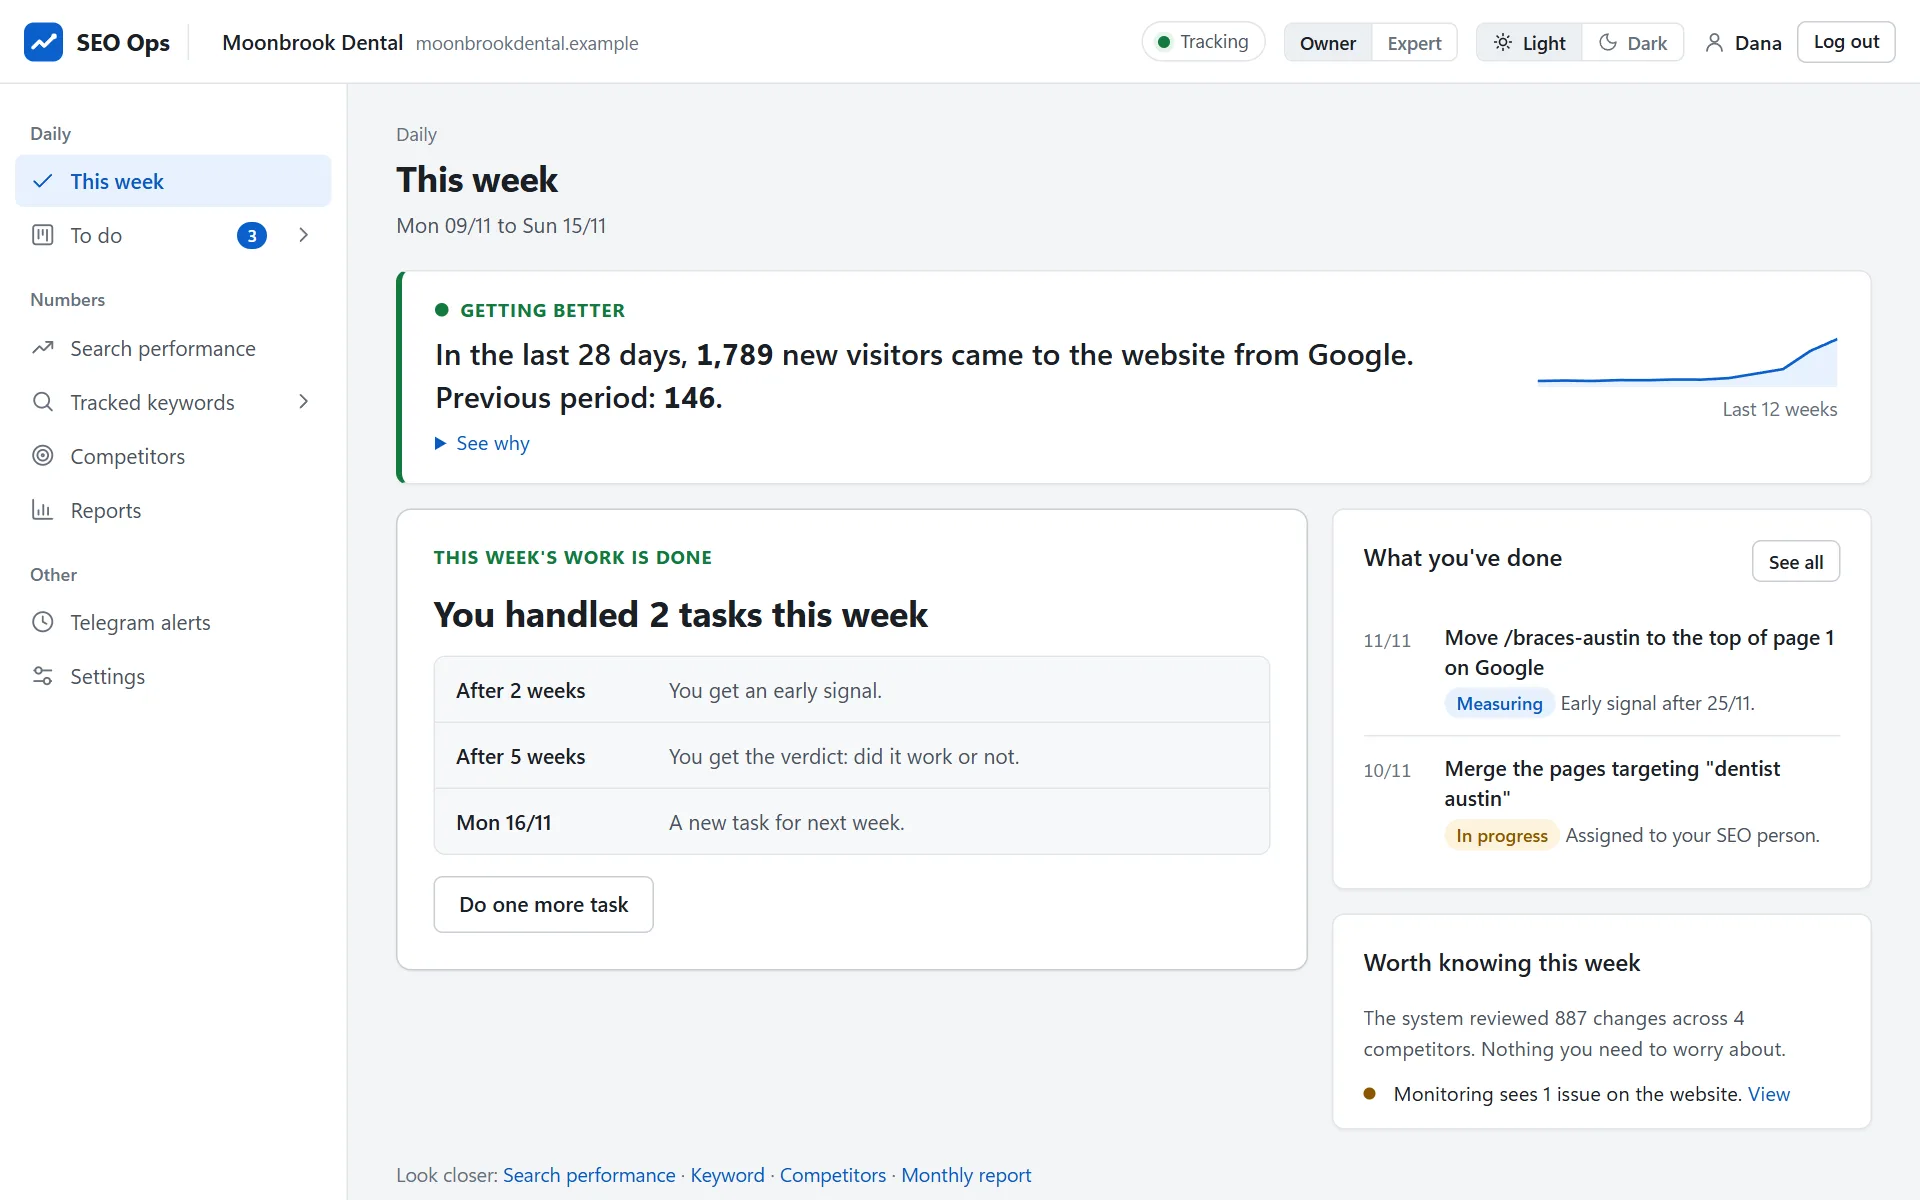 SEO Ops
Moonbrook Dental moonbrookdental.example
Tracking
Owner Expert
Light Dark
Dana
Log out
Daily
This week
To do 3
Numbers
Search performance
Tracked keywords
Competitors
Reports
Other
Telegram alerts
Settings
Daily
This week
Mon 09/11 to Sun 15/11
GETTING BETTER
In the last 28 days, 1,789 new visitors came to the website from Google.
Previous period: 146.
See why
Last 12 weeks
THIS WEEK'S WORK IS DONE
You handled 2 tasks this week
After 2 weeks You get an early signal.
After 5 weeks You get the verdict: did it work or not.
Mon 16/11 A new task for next week.
Do one more task
What you've done
See all
11/11 Move /braces-austin to the top of page 1
on Google
Measuring Early signal after 25/11.
10/11 Merge the pages targeting "dentist
austin"
In progress Assigned to your SEO person.
Worth knowing this week
The system reviewed 887 changes across 4
competitors. Nothing you need to worry about.
Monitoring sees 1 issue on the website. View
Look closer: Search performance · Keyword · Competitors · Monthly report